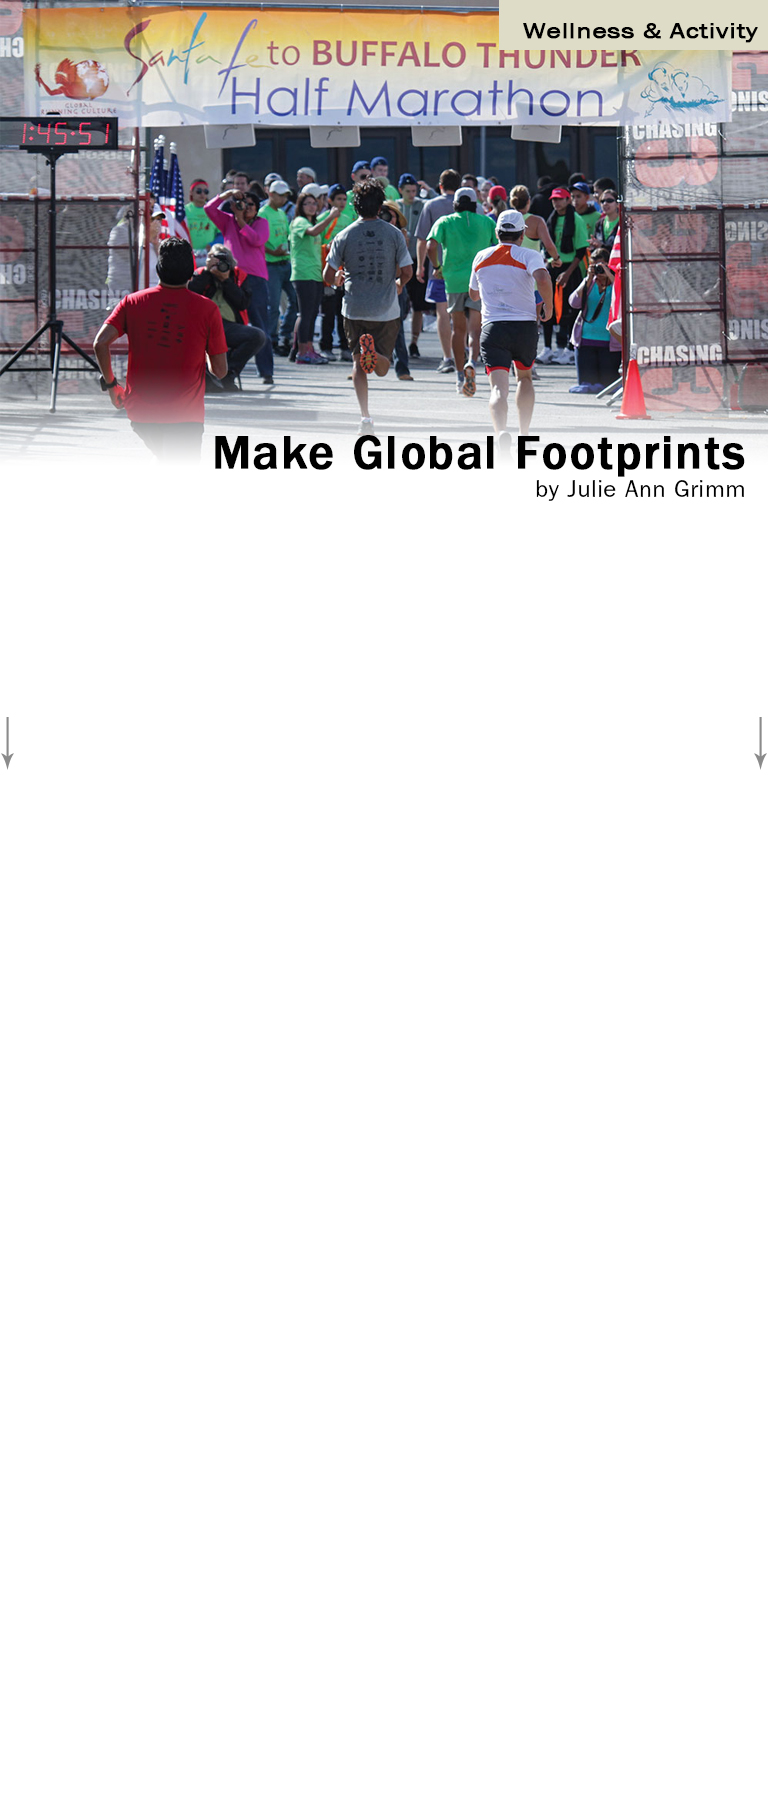 Wellness & Activity
Santa Fe to BUFFALO THUNDER
Half Marathon
GLOBAL
RUNNING CULTURE
1:45:51
CHASING
CHASING
CHASING
Make Global Footprints
by Julie Ann Grimm